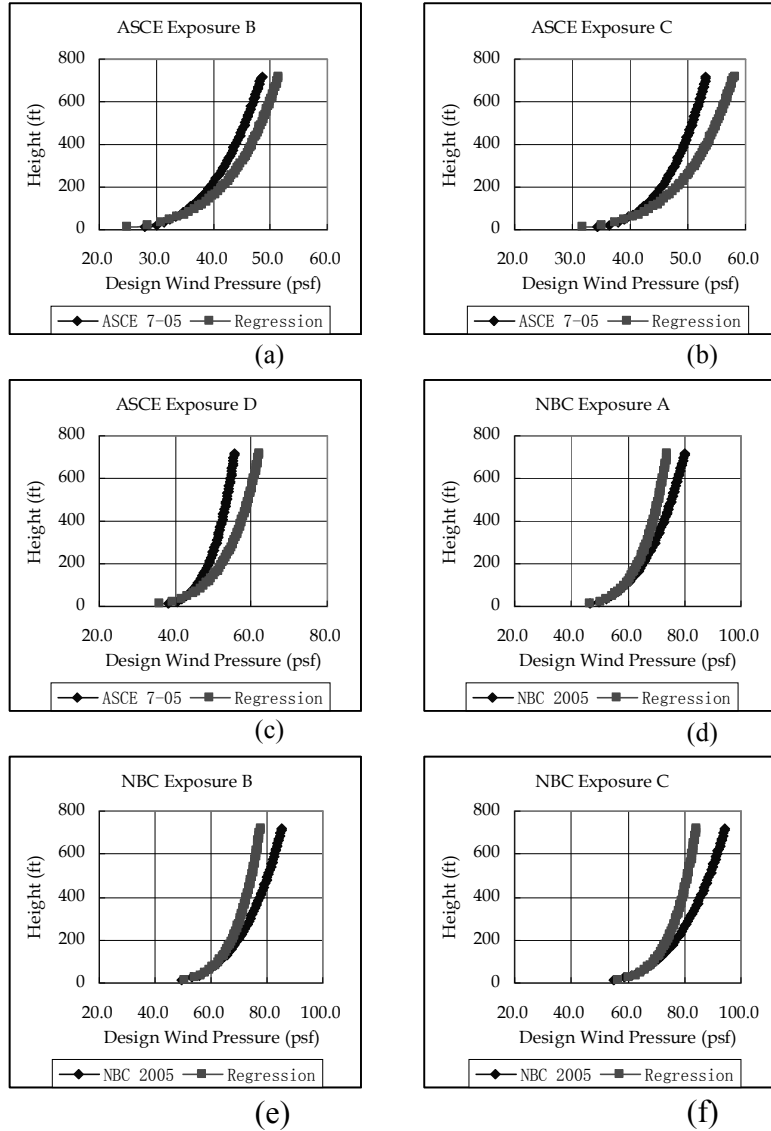 ASCE Exposure B
800
600
400
200
0
Height (ft)
20.0 30.0 40.0 50.0 60.0
Design Wind Pressure (psf)
ASCE 7-05 Regression
(a)
ASCE Exposure C
800
600
400
200
0
Height (ft)
20.0 30.0 40.0 50.0 60.0
Design Wind Pressure (psf)
ASCE 7-05 Regression
(b)
ASCE Exposure D
800
600
400
200
0
Height (ft)
20.0 40.0 60.0 80.0
Design Wind Pressure (psf)
ASCE 7-05 Regression
(c)
NBC Exposure A
800
600
400
200
0
Height (ft)
20.0 40.0 60.0 80.0 100.0
Design Wind Pressure (psf)
NBC 2005 Regression
(d)
NBC Exposure B
800
600
400
200
0
Height (ft)
20.0 40.0 60.0 80.0 100.0
Design Wind Pressure (psf)
NBC 2005 Regression
(e)
NBC Exposure C
800
600
400
200
0
Height (ft)
20.0 40.0 60.0 80.0 100.0
Design Wind Pressure (psf)
NBC 2005 Regression
(f)